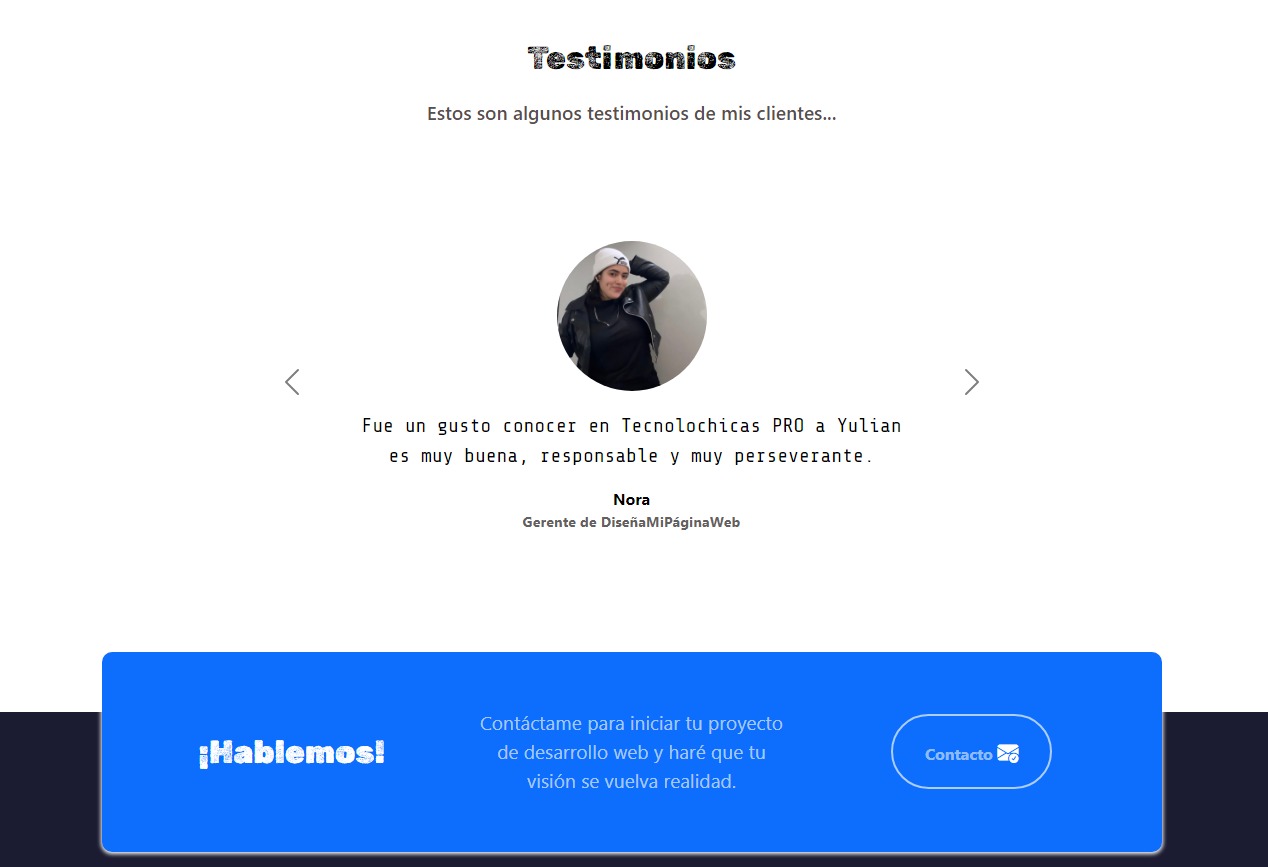 Testimonios
Estos son algunos testimonios de mis clientes...
Fue un gusto conocer en Tecnolochicas PRO a Yulian
es muy buena, responsable y muy perseverante.
Nora
Gerente de DiseñaMiPáginaWeb
¡Hablemos!
Contáctame para iniciar tu proyecto
de desarrollo web y haré que tu
visión se vuelva realidad.
Contacto